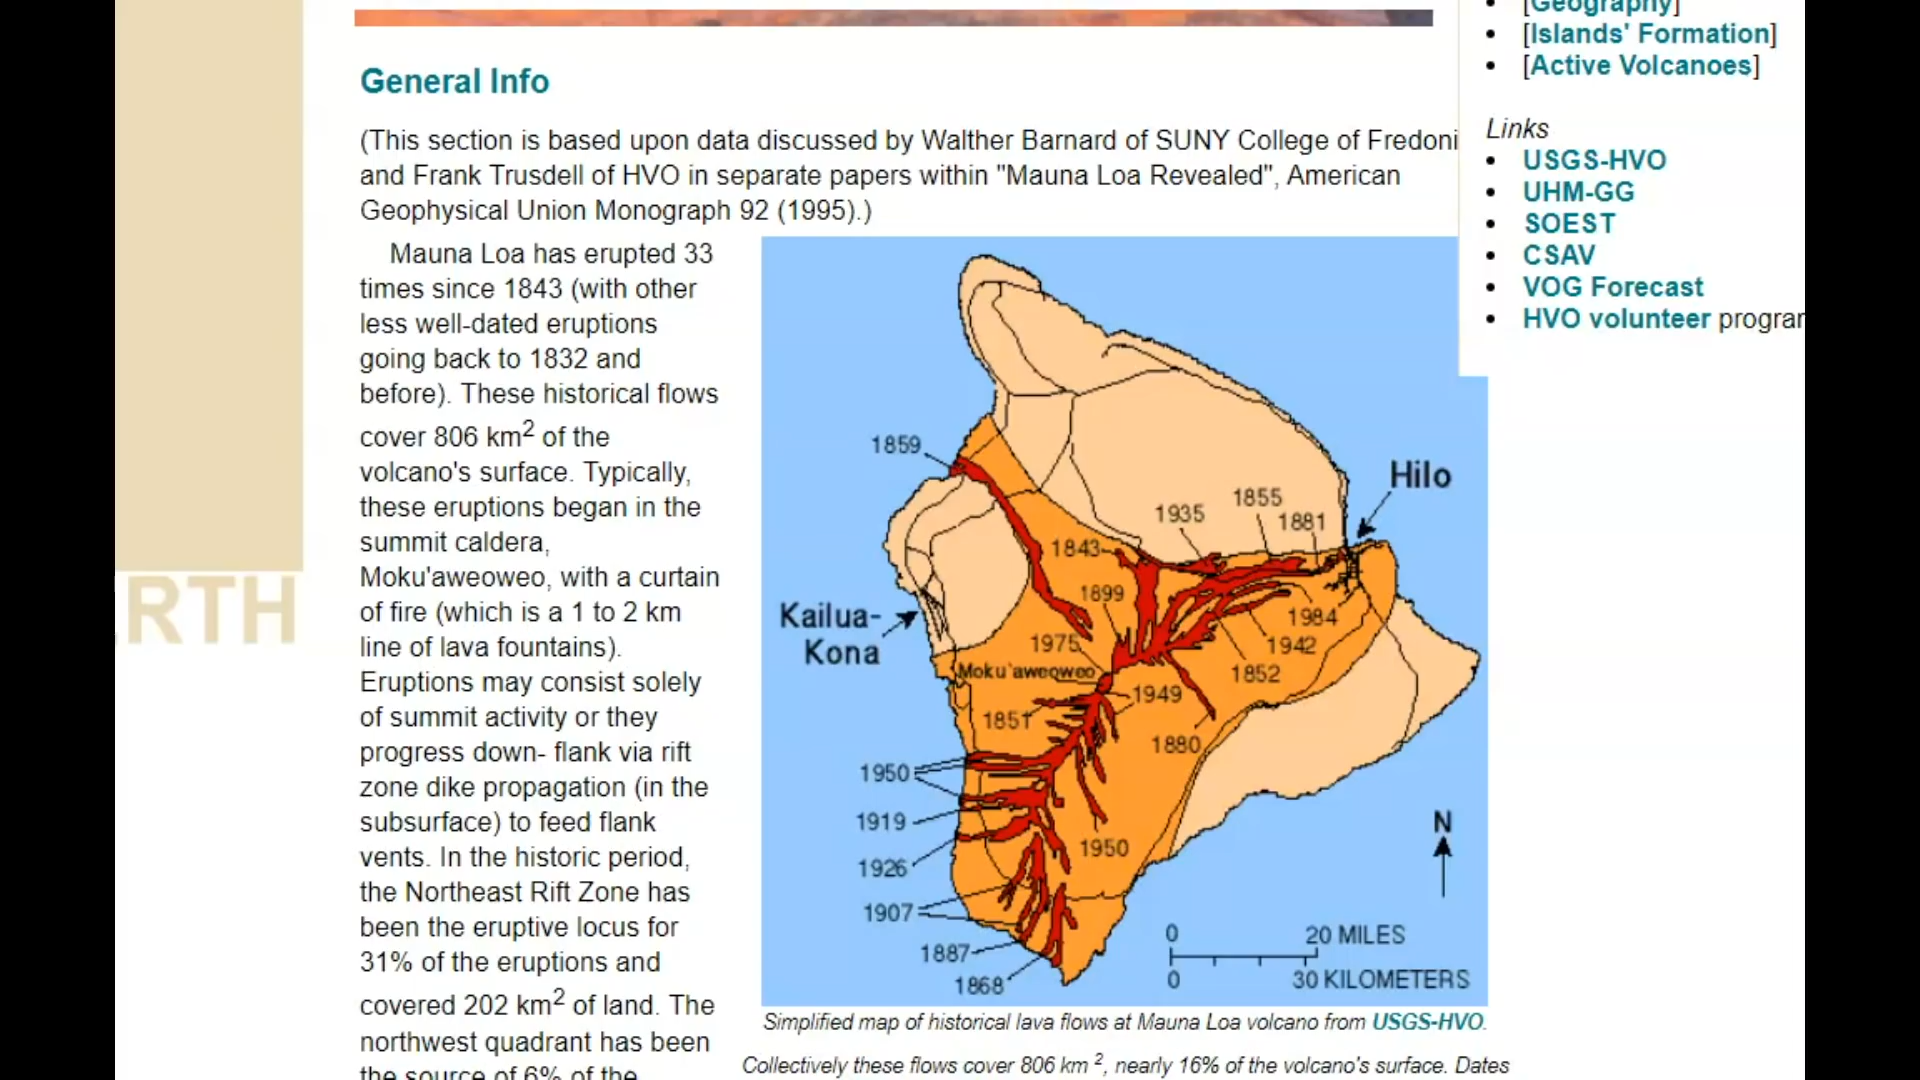 General Info
(This section is based upon data discussed by Walther Barnard of SUNY College of Fredoni
and Frank Trusdell of HVO in separate papers within "Mauna Loa Revealed", American
Geophysical Union Monograph 92 (1995).)
Mauna Loa has erupted 33
times since 1843 (with other
less well-dated eruptions
going back to 1832 and
before). These historical flows
cover 806 km2 of the
volcano's surface. Typically,
these eruptions began in the
summit caldera,
Moku'aweoweo, with a curtain
of fire (which is a 1 to 2 km
line of lava fountains).
Eruptions may consist solely
of summit activity or they
progress down- flank via rift
zone dike propagation (in the
subsurface) to feed flank
vents. In the historic period,
the Northeast Rift Zone has
been the eruptive locus for
31% of the eruptions and
covered 202 km2 of land. The
northwest quadrant has been
the source of 6% of the
1859
Hilo
1855
1935
1881
1843
1899
Kailua-
Kona
1984
1975
1942
Moku'aweoweo
1852
1949
1851
1880
1950
1919
1950
1926
1907
1887
1868
N
0 20 MILES
0 30 KILOMETERS
Simplified map of historical lava flows at Mauna Loa volcano from USGS-HVO.
Collectively these flows cover 806 km 2, nearly 16% of the volcano's surface. Dates
[Geography]
[Islands' Formation]
[Active Volcanoes]
Links
USGS-HVO
UHM-GG
SOEST
CSAV
VOG Forecast
HVO volunteer progra
RTH